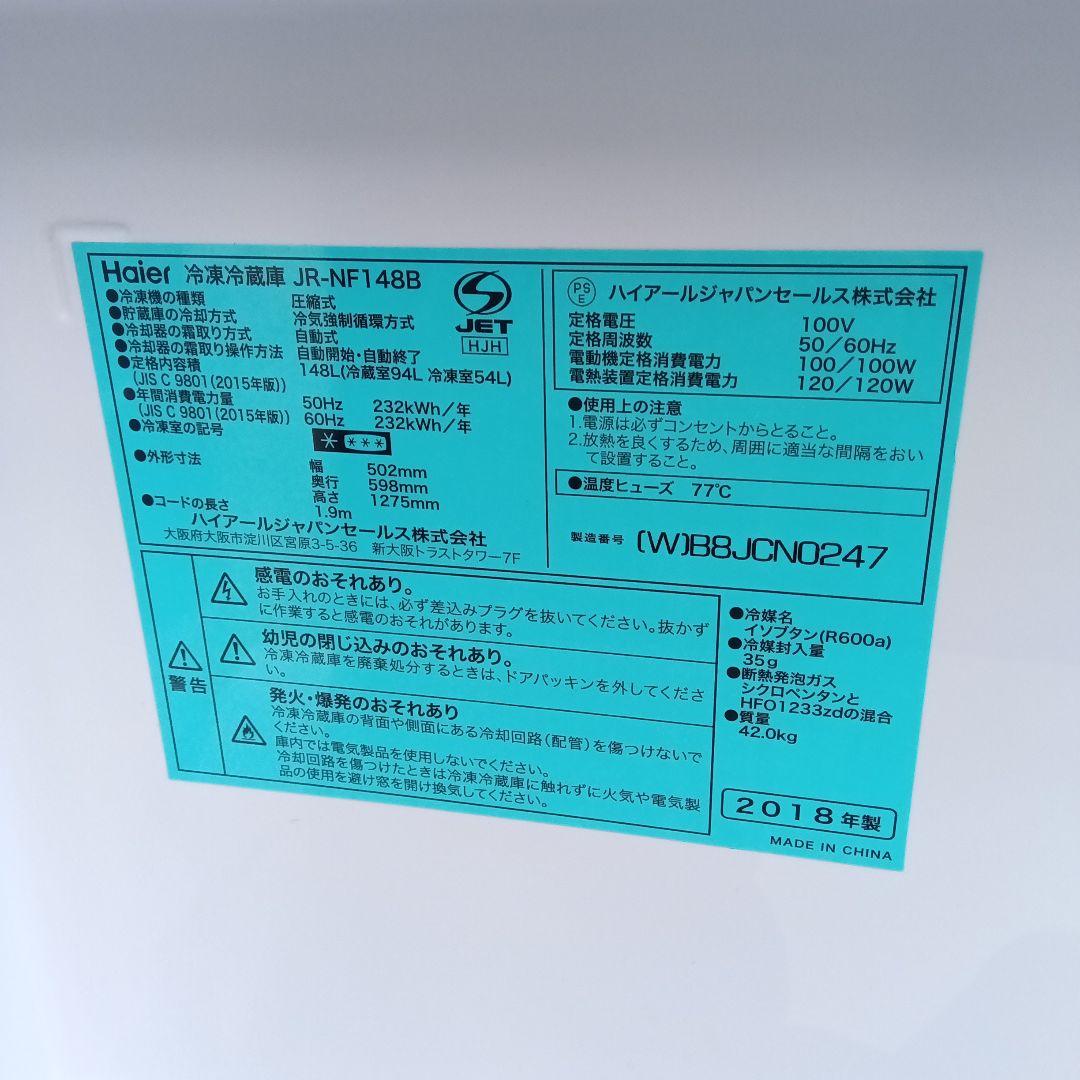 Haier 冷凍冷蔵庫 JR-NF148B
●冷凍機の種類 圧縮式
●貯蔵庫の冷却方式 冷気強制循環方式
●冷却器の霜取り方式 自動式
●冷却器の霜取り操作方法 自動開始・自動終了
●定格内容積 148L(冷蔵室94L 冷凍室54L)
(JIS C 9801(2015年版))
●年間消費電力量 50Hz 232kWh/年
(JIS C 9801(2015年版)) 60Hz 232kWh/年
●冷凍室の記号 * ***
●外形寸法 幅 502mm
奥行 598mm
高さ 1275mm
●コードの長さ 1.9m
ハイアールジャパンセールス株式会社
大阪府大阪市淀川区宮原3-5-36 新大阪トラストタワー7F
JET
HJH
PS
E
ハイアールジャパンセールス株式会社
定格電圧 100V
定格周波数 50/60Hz
電動機定格消費電力 100/100W
電熱装置定格消費電力 120/120W
●使用上の注意
1.電源は必ずコンセントからとること。
2.放熱を良くするため、周囲に適当な間隔をおい
て設置すること。
●温度ヒューズ 77℃
製造番号 (W)B8JCN0247
警告
感電のおそれあり。
お手入れのときには、必ず差込みプラグを抜いてください。抜かず
に作業すると感電のおそれがあります。
幼児の閉じ込みのおそれあり。
冷凍冷蔵庫を廃棄処分するときは、ドアパッキンを外してくださ
い。
発火・爆発のおそれあり
冷凍冷蔵庫の背面や側面にある冷却回路(配管)を傷つけないで
ください。
庫内では電気製品を使用しないでください。
冷却回路を傷つけたときは冷凍冷蔵庫に触れずに火気や電気製
品の使用を避け窓を開け換気してください。
●冷媒名
イソブタン(R600a)
●冷媒封入量
35g
●断熱発泡ガス
シクロペンタンと
HFO1233zdの混合
●質量
42.0kg
2018年製
MADE IN CHINA